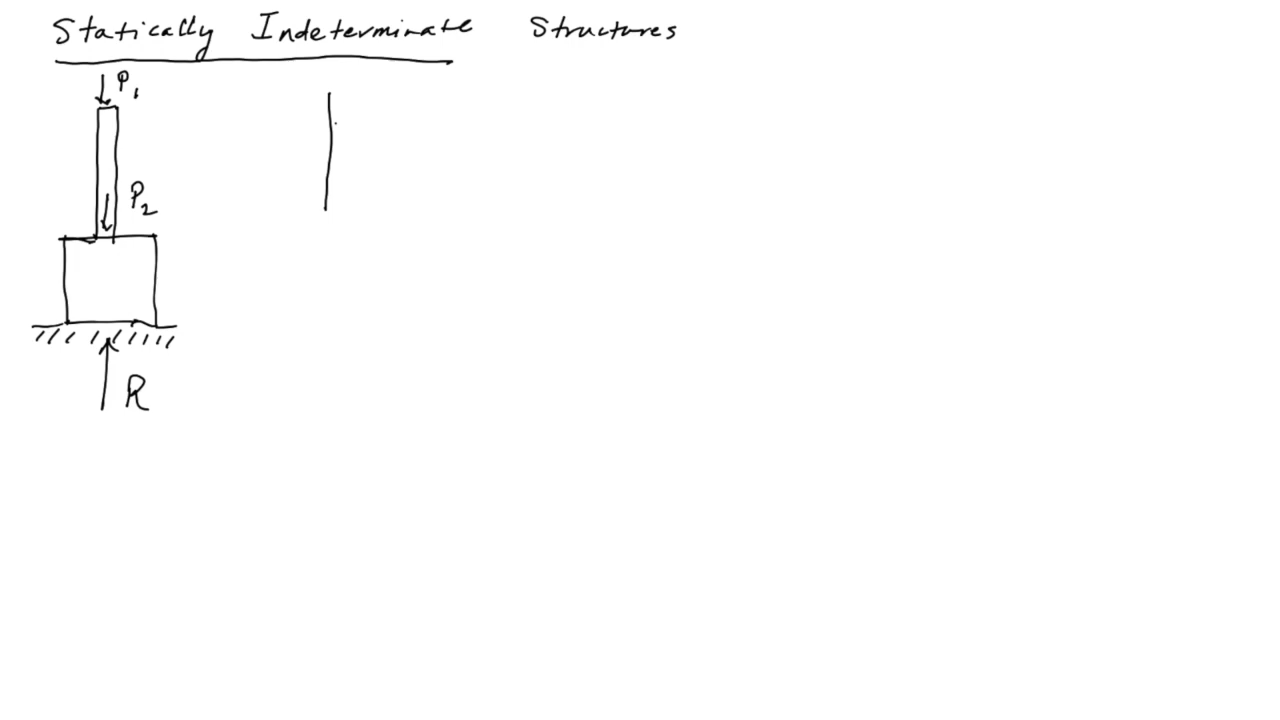 Statically Indeterminate Structures
P₁
P₂
R